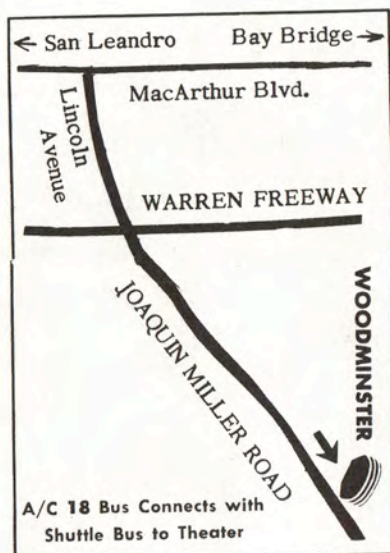 ← San Leandro Bay Bridge →
MacArthur Blvd.
Lincoln
Avenue
WARREN FREEWAY
JOAQUIN MILLER ROAD
WOODMINSTER
A/C 18 Bus Connects with
Shuttle Bus to Theater